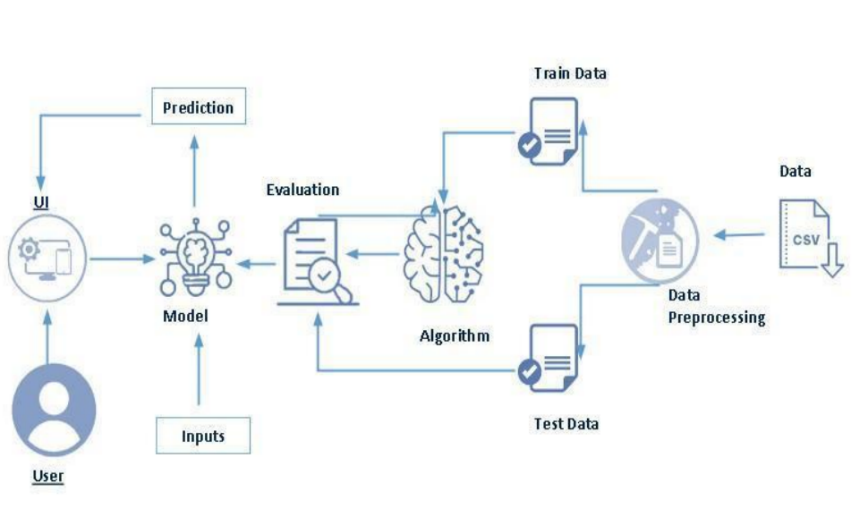 Train Data
Prediction
Data
Evaluation
UI
CSV
Model
Data
Preprocessing
Algorithm
Test Data
Inputs
User